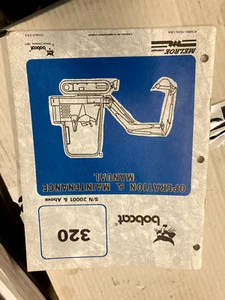 bobcat
320
S/N 20001 & Above
OPERATION & MAINTENANCE
MANUAL
MELROE
bobcat